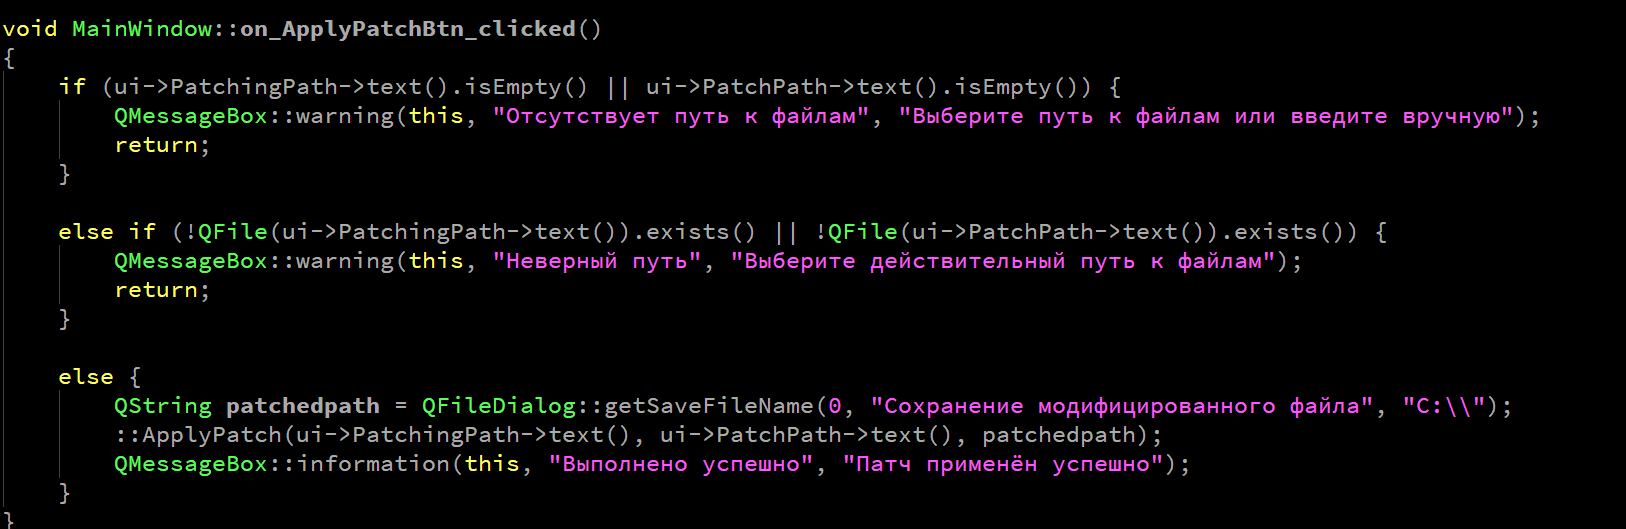 void MainWindow::on_ApplyPatchBtn_clicked()
{
    if (ui->PatchingPath->text().isEmpty() || ui->PatchPath->text().isEmpty()) {
        QMessageBox::warning(this, "Отсутствует путь к файлам", "Выберите путь к файлам или введите вручную");
        return;
    }
    else if (!QFile(ui->PatchingPath->text()).exists() || !QFile(ui->PatchPath->text()).exists()) {
        QMessageBox::warning(this, "Неверный путь", "Выберите действительный путь к файлам");
        return;
    }
    else {
        QString patchedpath = QFileDialog::getSaveFileName(0, "Сохранение модифицированного файла", "C:\\");
        ::ApplyPatch(ui->PatchingPath->text(), ui->PatchPath->text(), patchedpath);
        QMessageBox::information(this, "Выполнено успешно", "Патч применён успешно");
    }
}